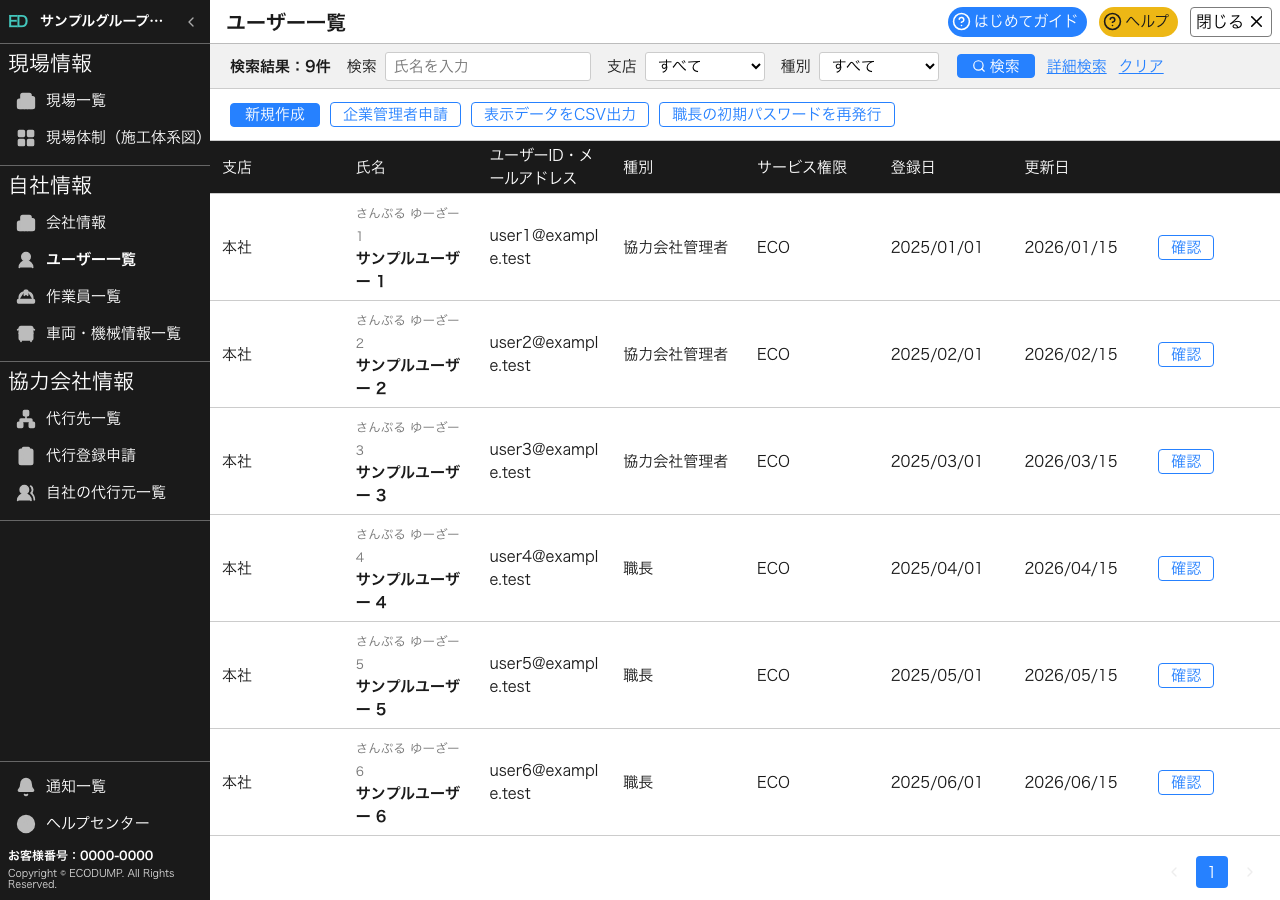 サンプルグループ…
現場情報
現場一覧
現場体制（施工体系図）
自社情報
会社情報
ユーザー一覧
作業員一覧
車両・機械情報一覧
協力会社情報
代行先一覧
代行登録申請
自社の代行元一覧
通知一覧
ヘルプセンター
お客様番号：0000-0000
Copyright © ECODUMP. All Rights
Reserved.
ユーザー一覧
はじめてガイド ヘルプ 閉じる
検索結果：9件 検索 氏名を入力 支店 すべて 種別 すべて 検索 詳細検索 クリア
新規作成 企業管理者申請 表示データをCSV出力 職長の初期パスワードを再発行
支店 氏名 ユーザーID・メ
ールアドレス 種別 サービス権限 登録日 更新日
さんぷる ゆーざー
1
サンプルユーザ
ー 1
本社 user1@exampl
e.test 協力会社管理者 ECO 2025/01/01 2026/01/15 確認
さんぷる ゆーざー
2
サンプルユーザ
ー 2
本社 user2@exampl
e.test 協力会社管理者 ECO 2025/02/01 2026/02/15 確認
さんぷる ゆーざー
3
サンプルユーザ
ー 3
本社 user3@exampl
e.test 協力会社管理者 ECO 2025/03/01 2026/03/15 確認
さんぷる ゆーざー
4
サンプルユーザ
ー 4
本社 user4@exampl
e.test 職長 ECO 2025/04/01 2026/04/15 確認
さんぷる ゆーざー
5
サンプルユーザ
ー 5
本社 user5@exampl
e.test 職長 ECO 2025/05/01 2026/05/15 確認
さんぷる ゆーざー
6
サンプルユーザ
ー 6
本社 user6@exampl
e.test 職長 ECO 2025/06/01 2026/06/15 確認
1